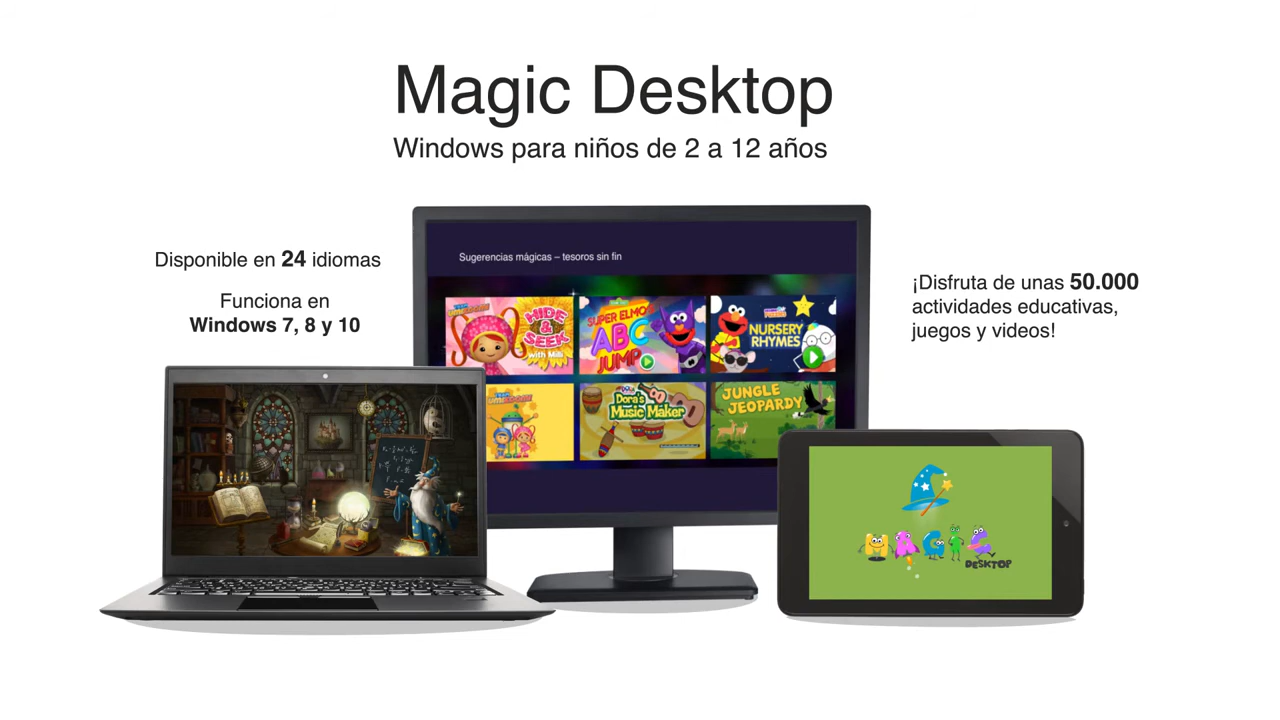 Magic Desktop
Windows para niños de 2 a 12 años
Disponible en 24 idiomas
Funciona en
Windows 7, 8 y 10
¡Disfruta de unas 50.000
actividades educativas,
juegos y videos!
Sugerencias mágicas – tesoros sin fin
HIDE
&
SEEK
with Milli
SUPER ELMO'S
ABC
JUMP
NURSERY
RHYMES
Dora's
Music Maker
JUNGLE
JEOPARDY
MAGIC
DESKTOP